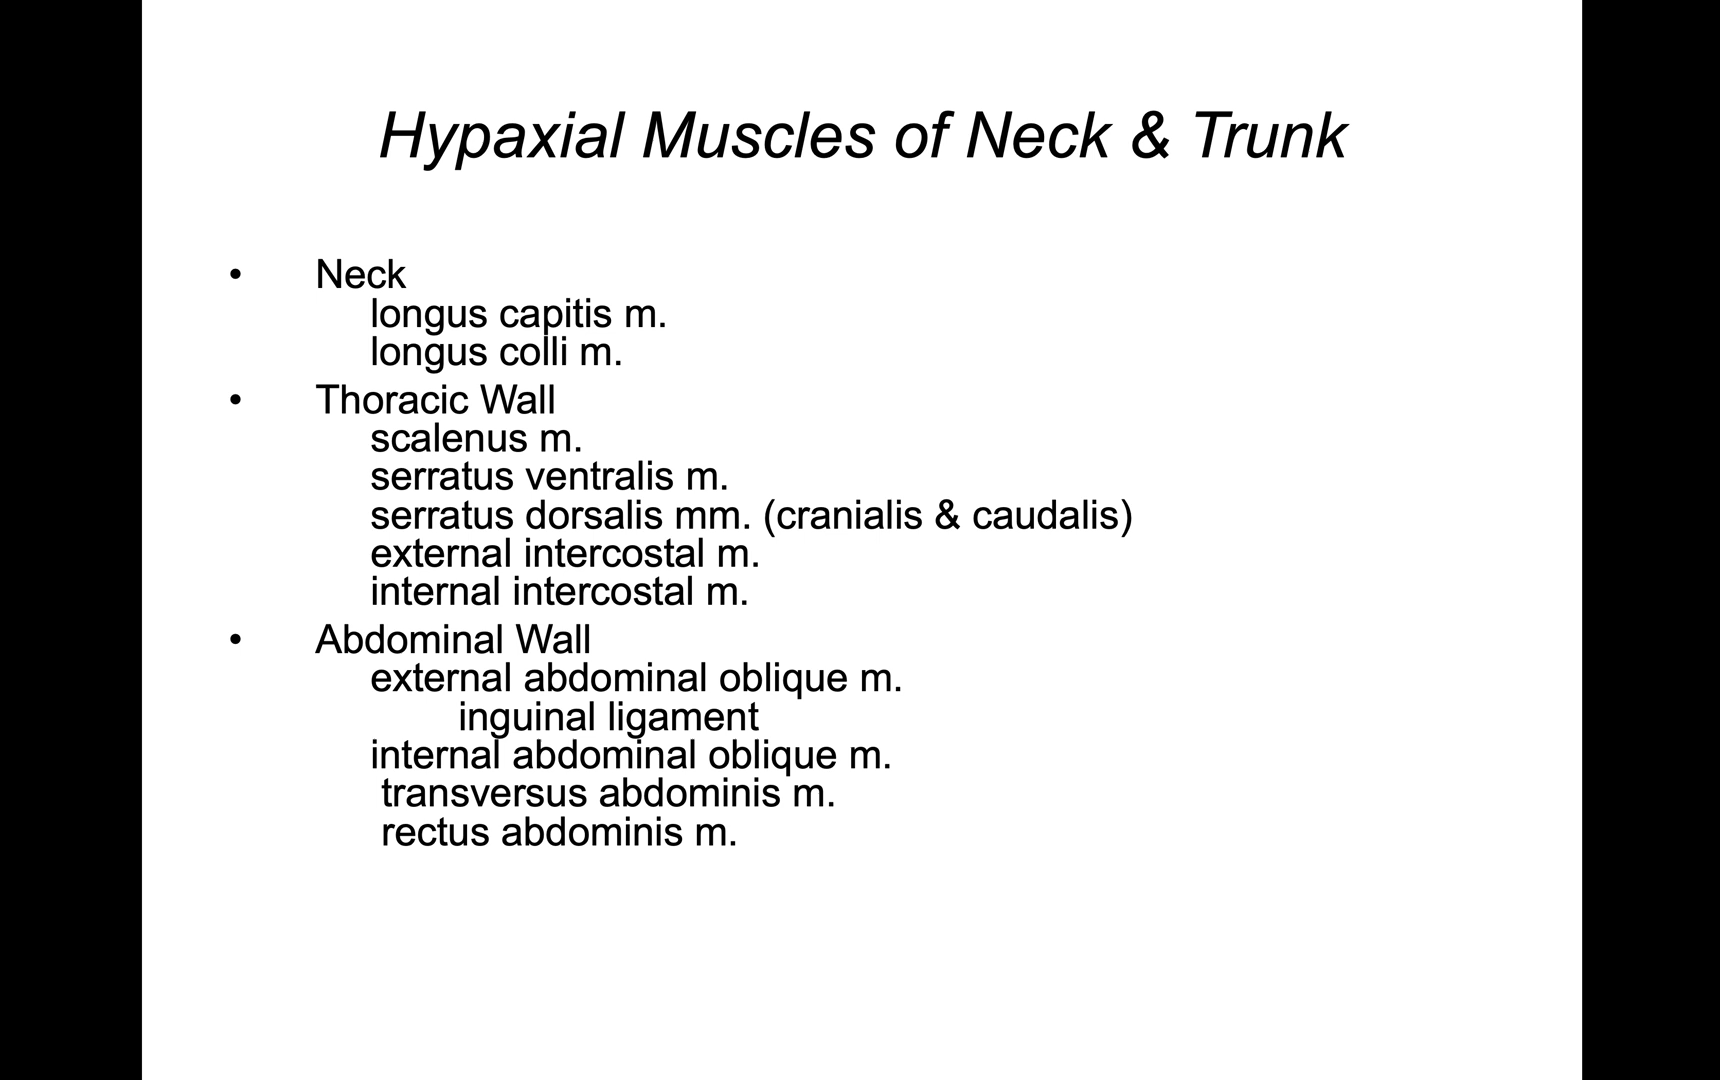 Hypaxial Muscles of Neck & Trunk
• Neck
longus capitis m.
longus colli m.
• Thoracic Wall
scalenus m.
serratus ventralis m.
serratus dorsalis mm. (cranialis & caudalis)
external intercostal m.
internal intercostal m.
• Abdominal Wall
external abdominal oblique m.
inguinal ligament
internal abdominal oblique m.
transversus abdominis m.
rectus abdominis m.